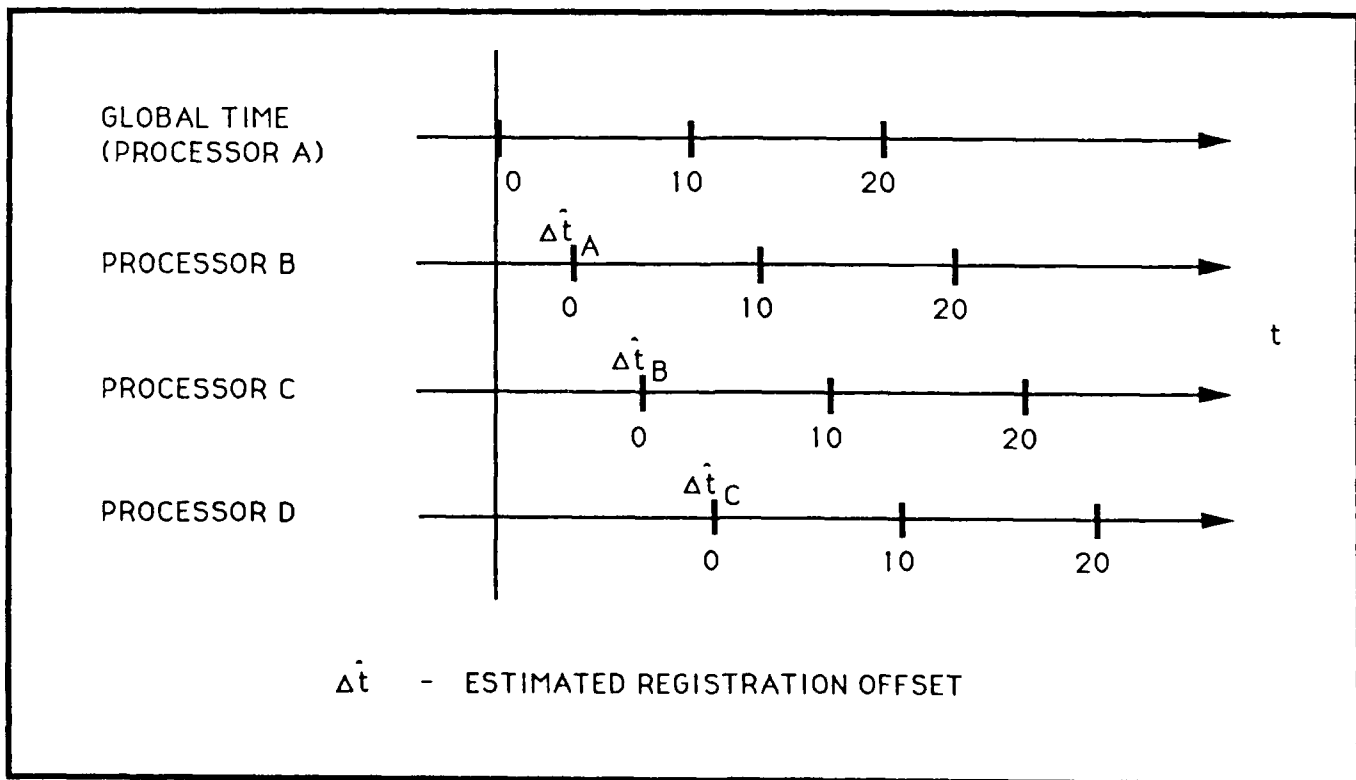 GLOBAL TIME
(PROCESSOR A)
0 10 20
Δt̂A
PROCESSOR B
0 10 20
t
Δt̂B
PROCESSOR C
0 10 20
Δt̂C
PROCESSOR D
0 10 20
Δt̂ - ESTIMATED REGISTRATION OFFSET